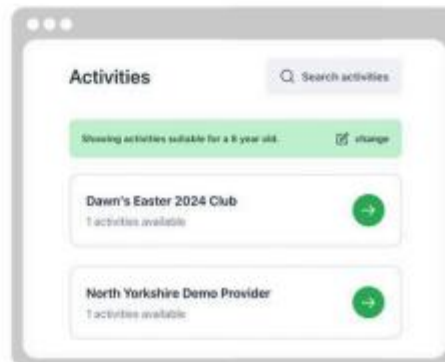 Activities
Search activities
Showing activities suitable for a 8 year old.
change
Dawn's Easter 2024 Club
1 activities available
North Yorkshire Demo Provider
1 activities available